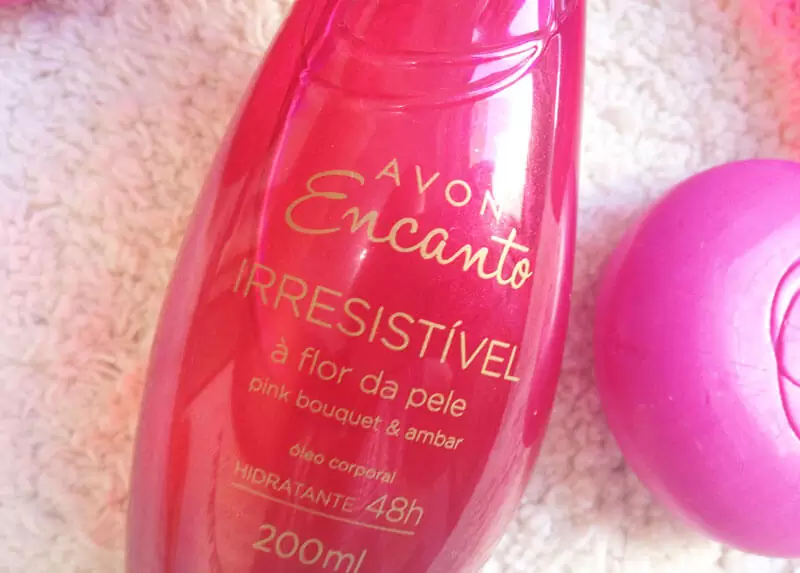 AVON
Encanto
IRRESISTÍVEL
à flor da pele
pink bouquet & ambar
óleo corporal
HIDRATANTE 48h
200ml